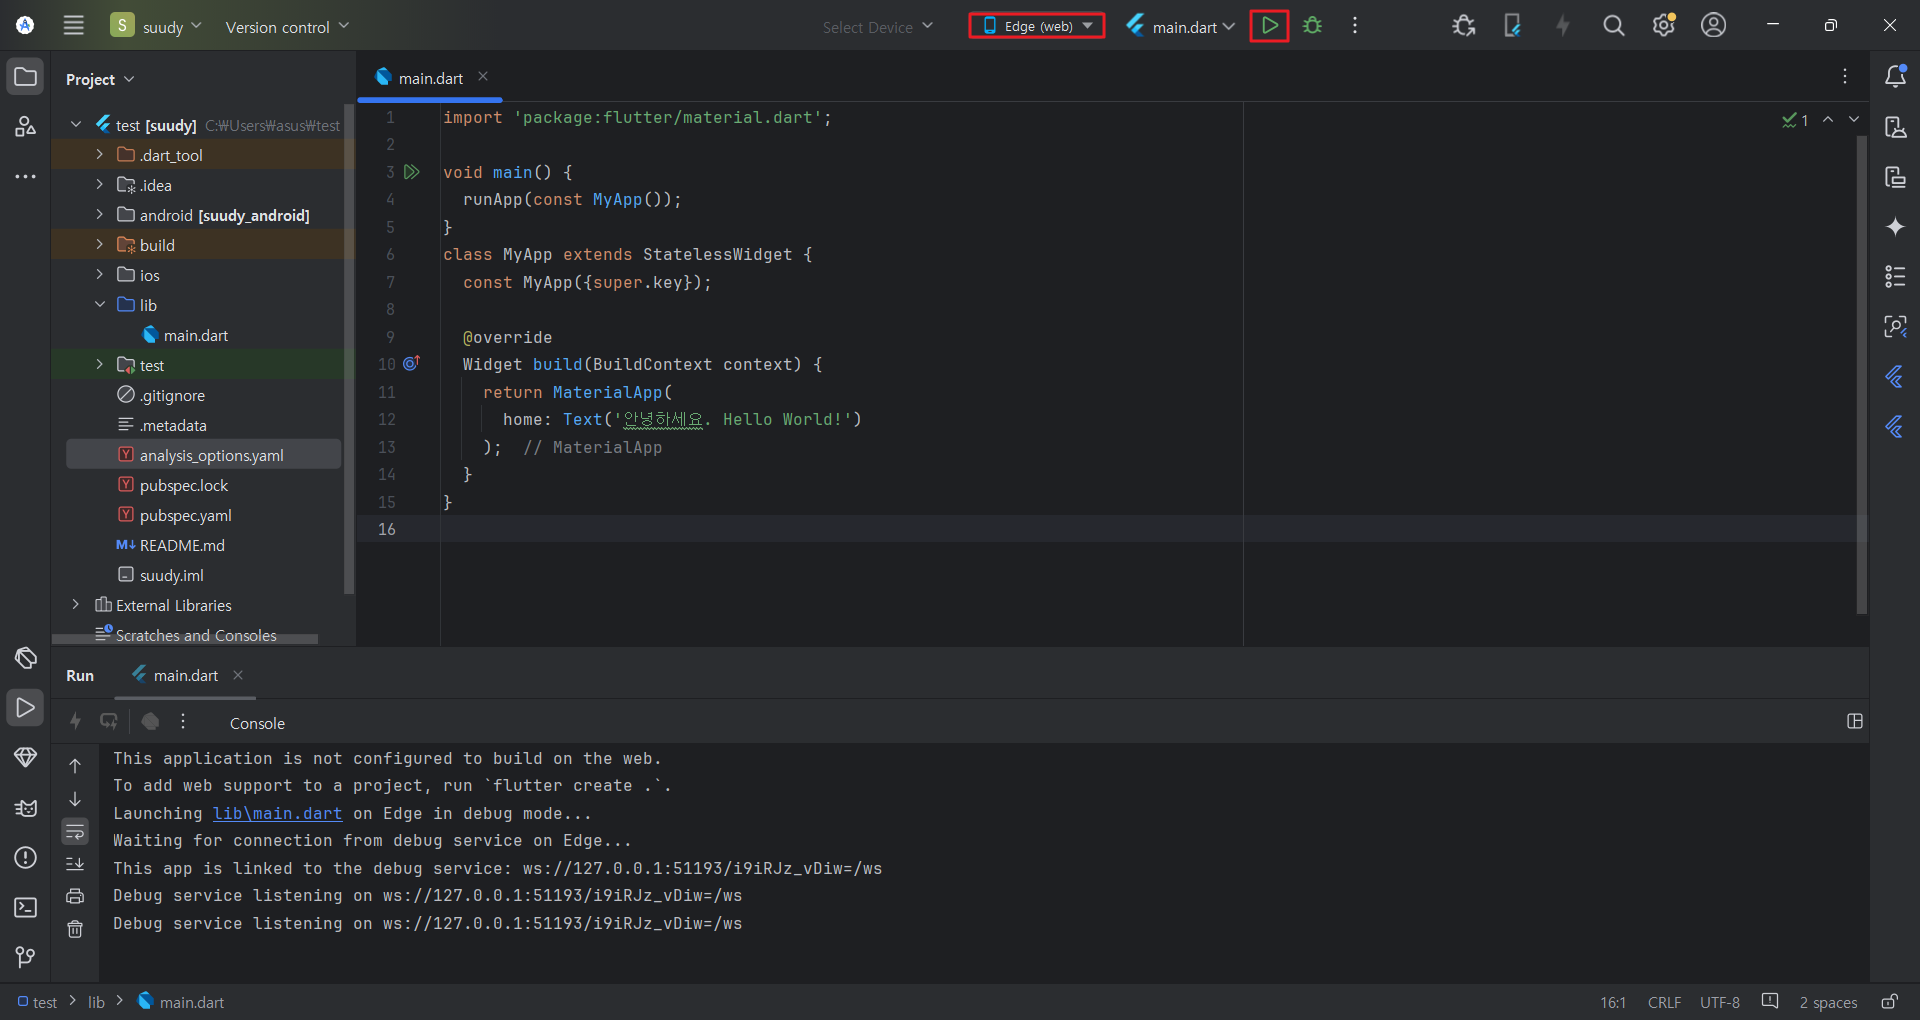 S suudy Version control Select Device Edge (web) main.dart
Project
main.dart
test [suudy] C:₩Users₩asus₩test
.dart_tool
.idea
android [suudy_android]
build
ios
lib
main.dart
test
.gitignore
.metadata
analysis_options.yaml
pubspec.lock
pubspec.yaml
README.md
suudy.iml
External Libraries
Scratches and Consoles
1 import 'package:flutter/material.dart';
2
3 void main() {
4 runApp(const MyApp());
5 }
6 class MyApp extends StatelessWidget {
7 const MyApp({super.key});
8
9 @override
10 Widget build(BuildContext context) {
11 return MaterialApp(
12 home: Text('안녕하세요. Hello World!')
13 ); // MaterialApp
14 }
15 }
16
1
Run main.dart
Console
This application is not configured to build on the web.
To add web support to a project, run `flutter create .`.
Launching lib\main.dart on Edge in debug mode...
Waiting for connection from debug service on Edge...
This app is linked to the debug service: ws://127.0.0.1:51193/i9iRJz_vDiw=/ws
Debug service listening on ws://127.0.0.1:51193/i9iRJz_vDiw=/ws
Debug service listening on ws://127.0.0.1:51193/i9iRJz_vDiw=/ws
test > lib > main.dart 16:1 CRLF UTF-8 2 spaces